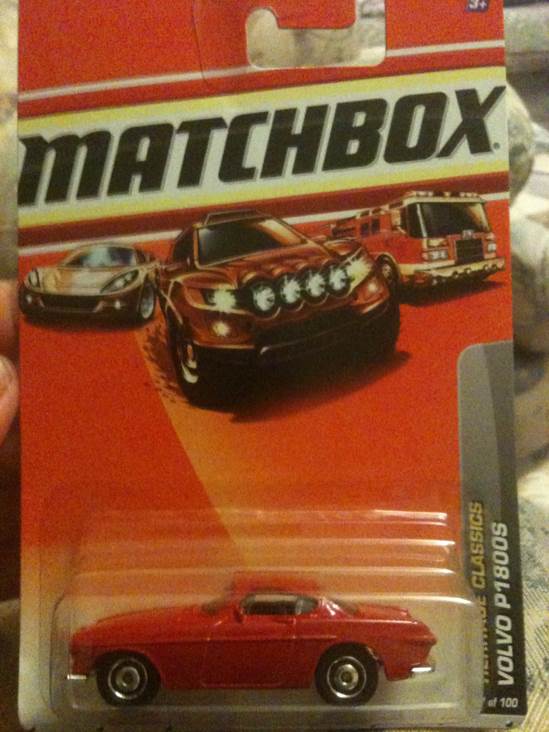 3+
MATCHBOX
HERITAGE CLASSICS
VOLVO P1800S
of 100